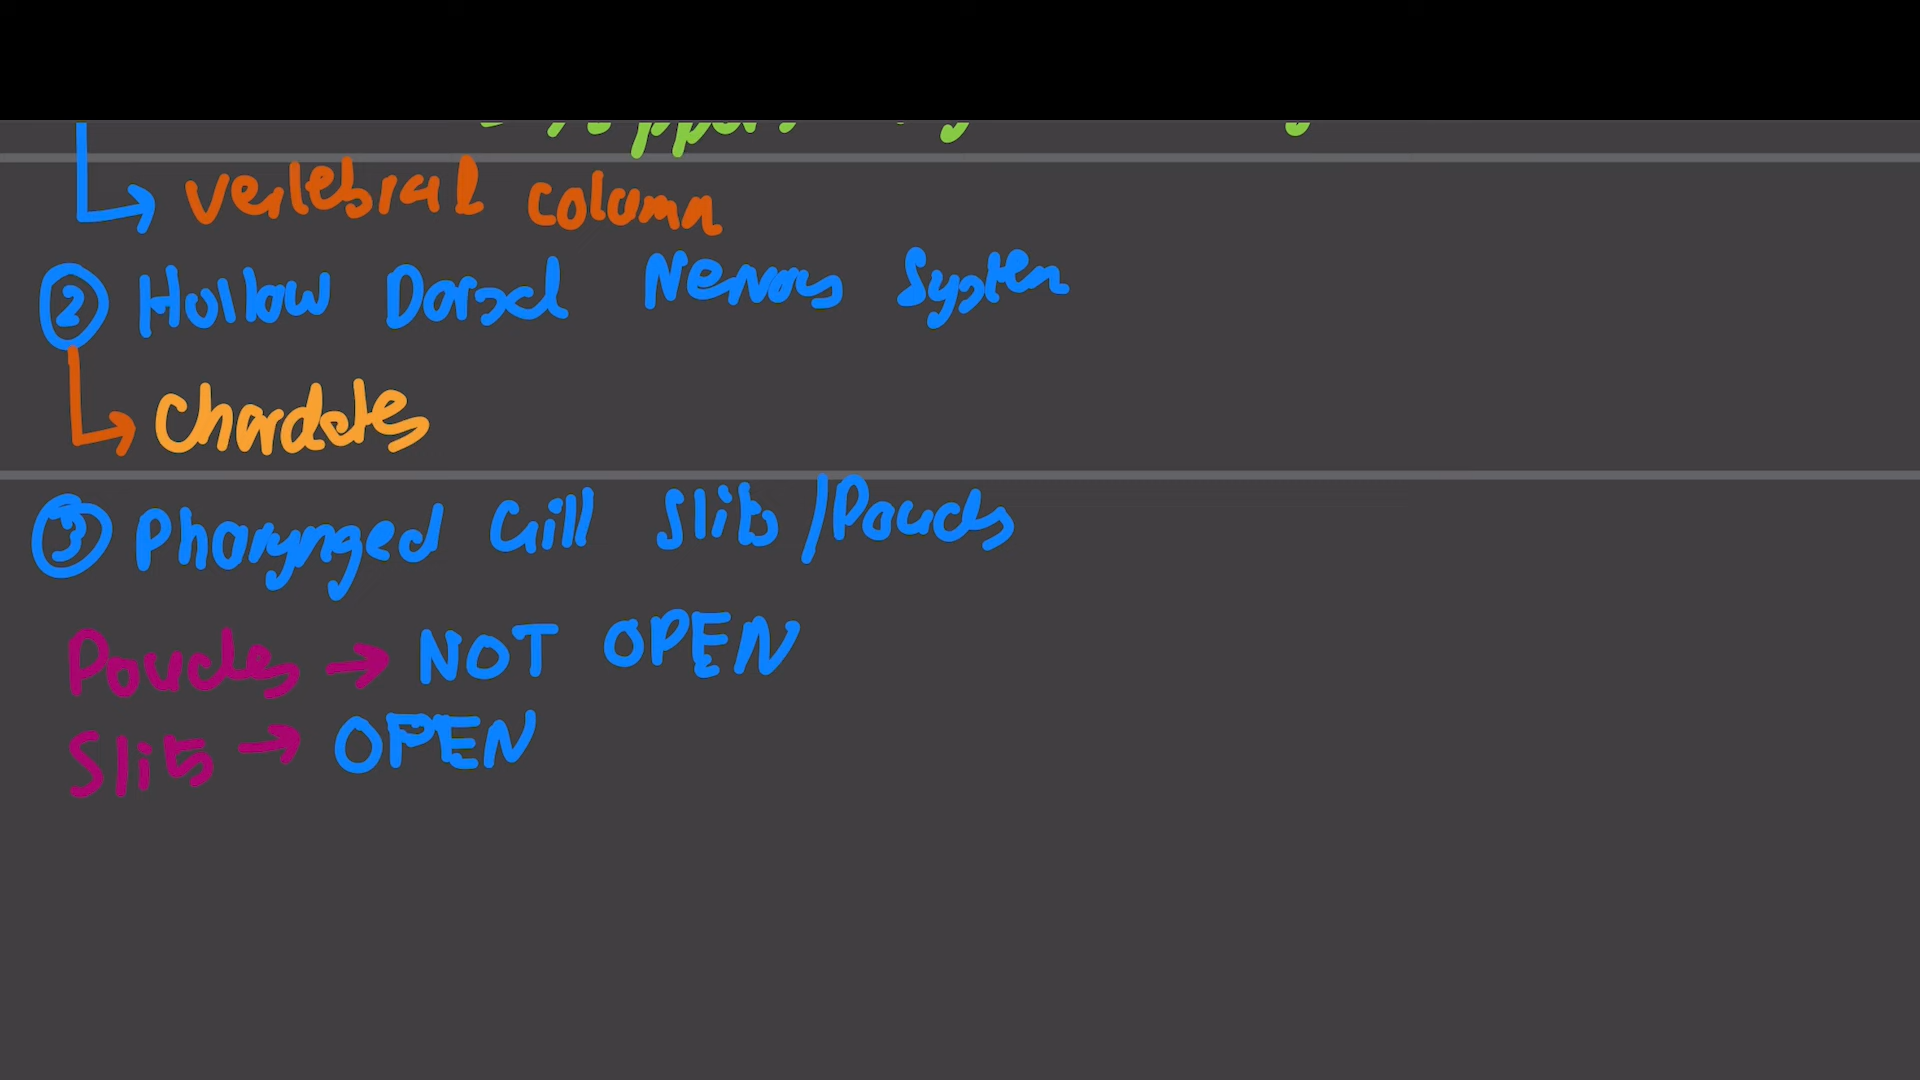 vertebral column
② Hollow Dorsal Nervous System
Chordates
③ Pharyngeal Gill Slits/Pouches
Pouches → NOT OPEN
Slits → OPEN